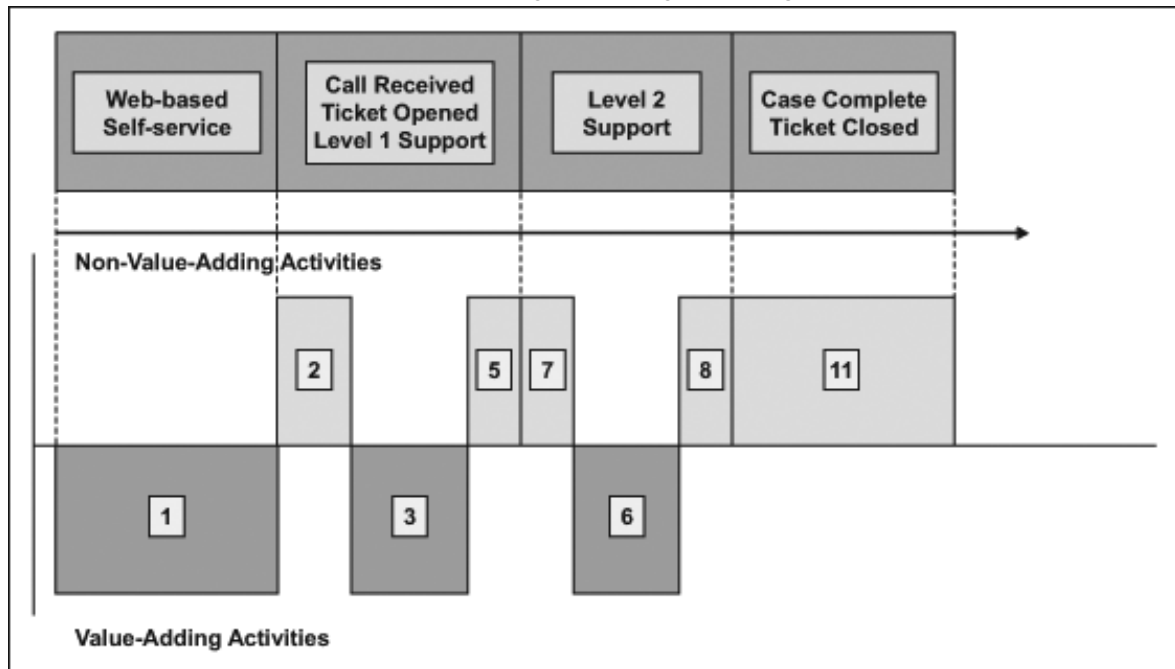 Web-based
Self-service
Call Received
Ticket Opened
Level 1 Support
Level 2
Support
Case Complete
Ticket Closed
Non-Value-Adding Activities
2
5
7
8
11
1
3
6
Value-Adding Activities